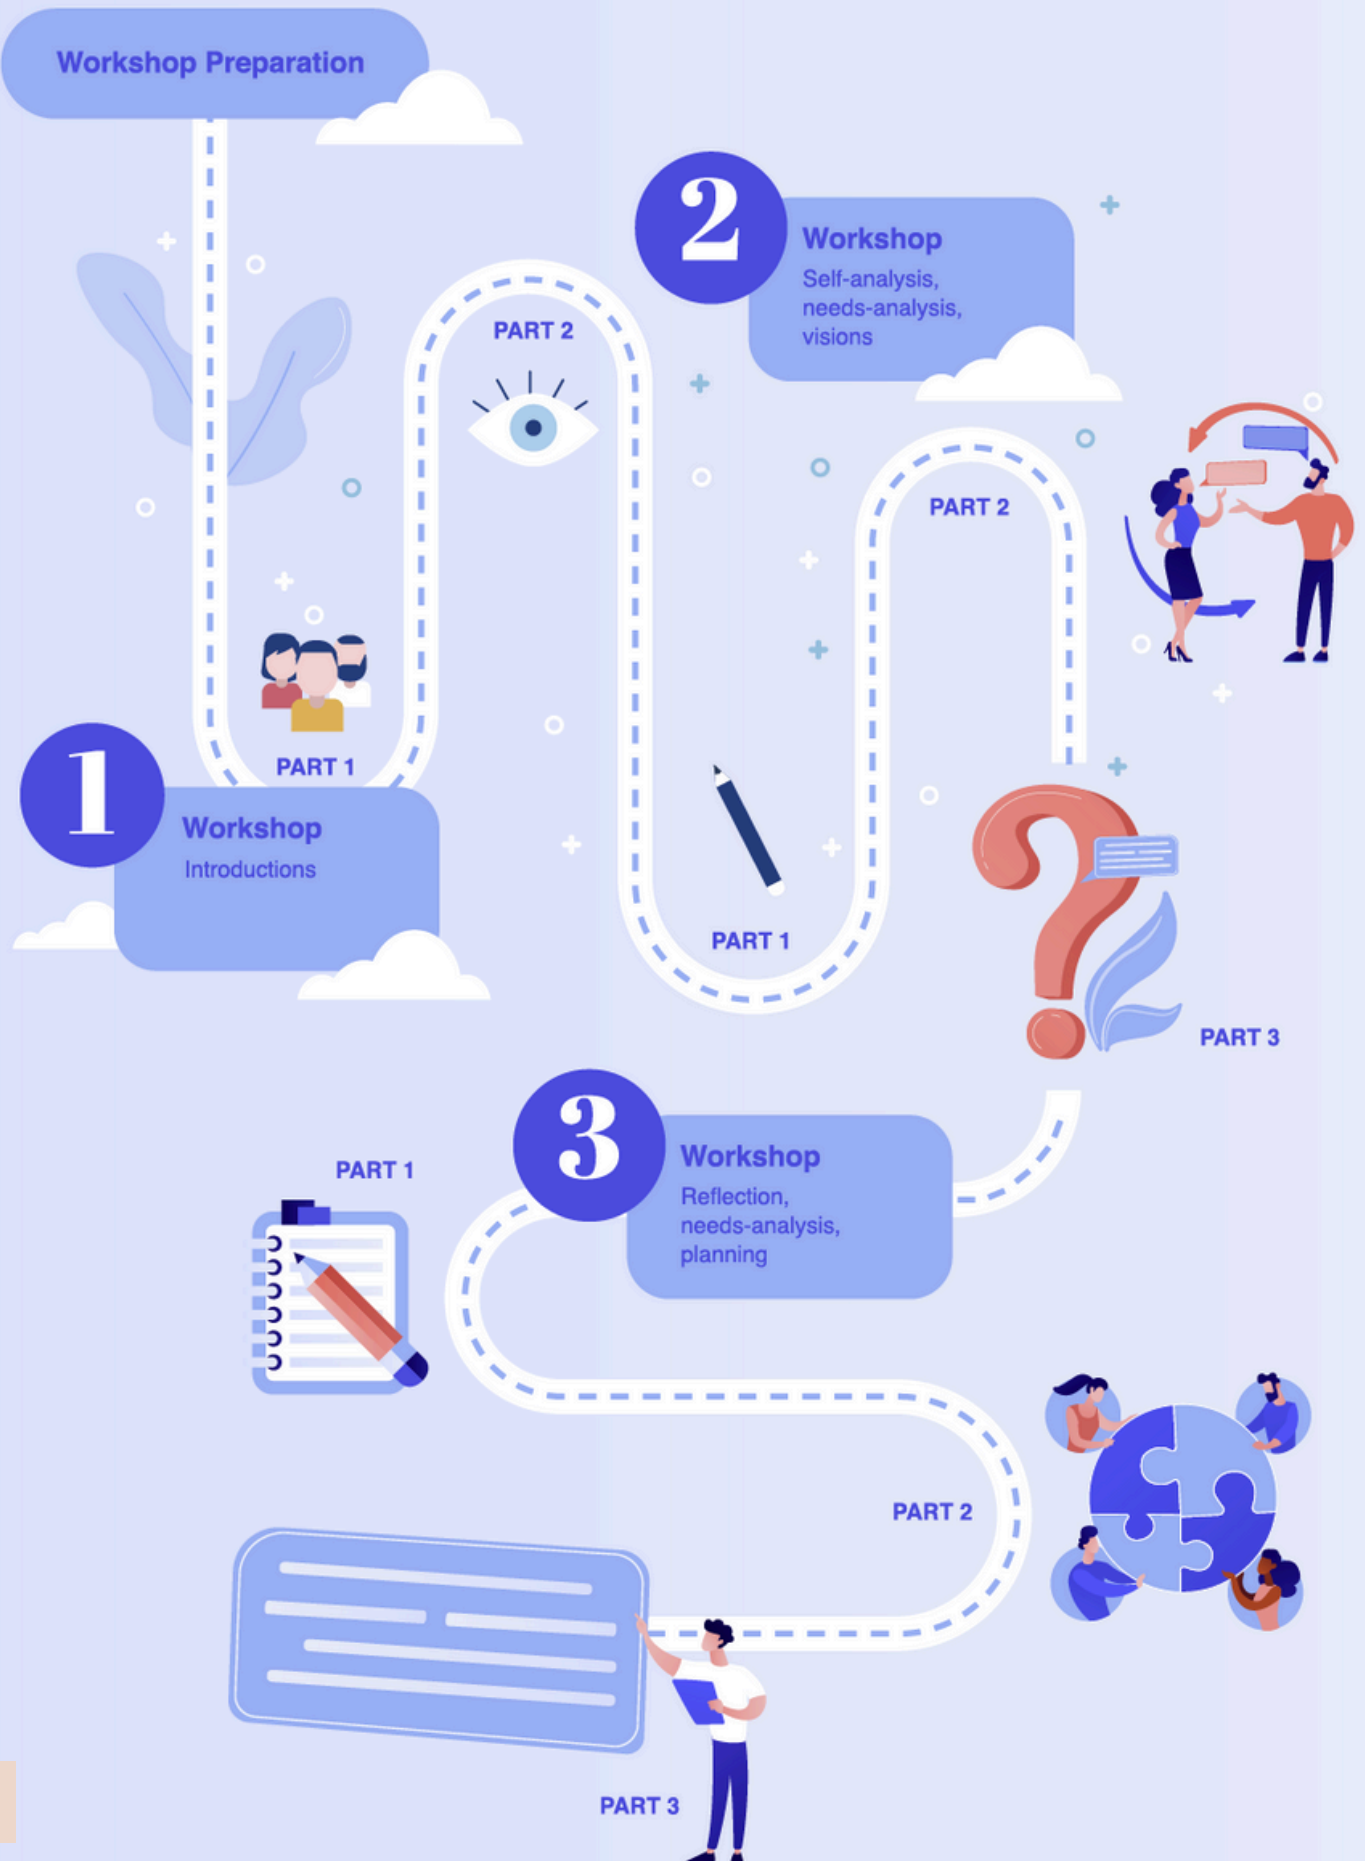 Workshop Preparation
PART 1
1
Workshop
Introductions
PART 2
2
Workshop
Self-analysis,
needs-analysis,
visions
PART 1
PART 2
PART 3
3
Workshop
Reflection,
needs-analysis,
planning
PART 1
PART 2
PART 3